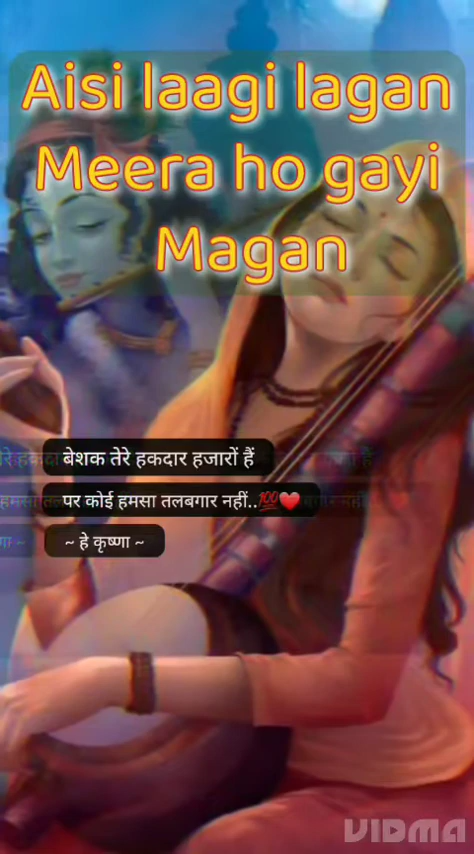 Aisi laagi lagan
Meera ho gayi
Magan
बेशक तेरे हकदार हजारों हैं
पर कोई हमसा तलबगार नहीं..💯❤️
~ हे कृष्णा ~
VIDMA